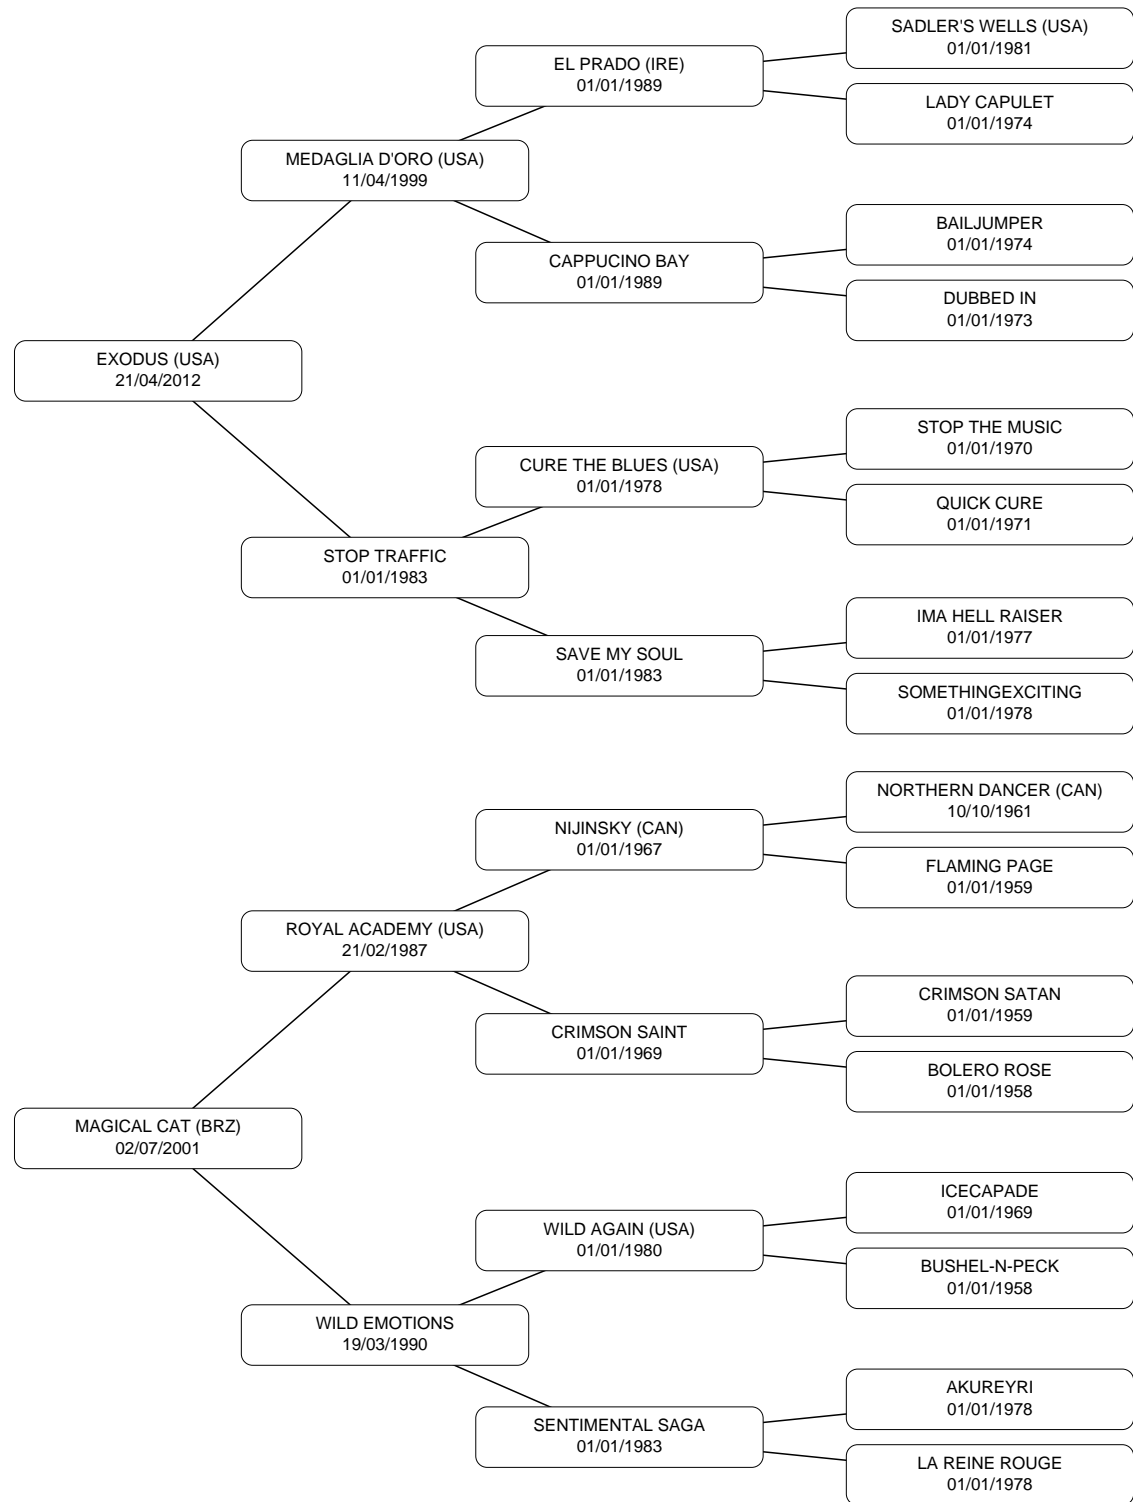 SADLER'S WELLS (USA)
01/01/1981
EL PRADO (IRE)
01/01/1989
LADY CAPULET
01/01/1974
MEDAGLIA D'ORO (USA)
11/04/1999
BAILJUMPER
01/01/1974
CAPPUCINO BAY
01/01/1989
DUBBED IN
01/01/1973
EXODUS (USA)
21/04/2012
STOP THE MUSIC
01/01/1970
CURE THE BLUES (USA)
01/01/1978
QUICK CURE
01/01/1971
STOP TRAFFIC
01/01/1983
IMA HELL RAISER
01/01/1977
SAVE MY SOUL
01/01/1983
SOMETHINGEXCITING
01/01/1978
NORTHERN DANCER (CAN)
10/10/1961
NIJINSKY (CAN)
01/01/1967
FLAMING PAGE
01/01/1959
ROYAL ACADEMY (USA)
21/02/1987
CRIMSON SATAN
01/01/1959
CRIMSON SAINT
01/01/1969
BOLERO ROSE
01/01/1958
MAGICAL CAT (BRZ)
02/07/2001
ICECAPADE
01/01/1969
WILD AGAIN (USA)
01/01/1980
BUSHEL-N-PECK
01/01/1958
WILD EMOTIONS
19/03/1990
AKUREYRI
01/01/1978
SENTIMENTAL SAGA
01/01/1983
LA REINE ROUGE
01/01/1978